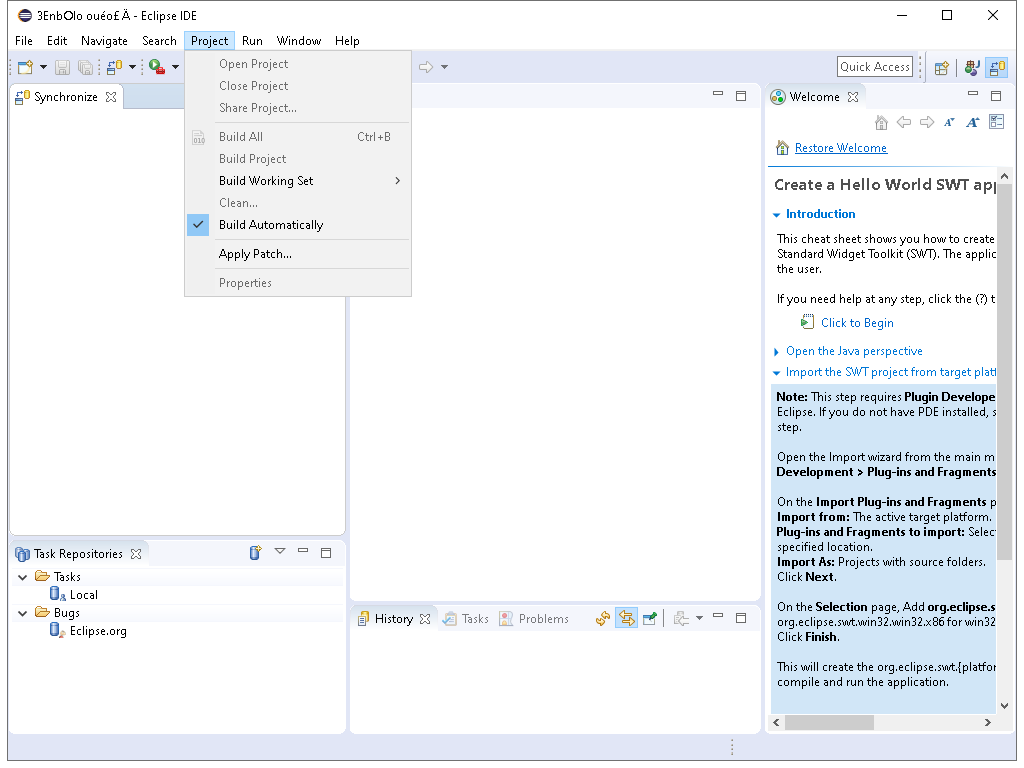 3EnbOlo ouéo£ Ä - Eclipse IDE
File Edit Navigate Search Project Run Window Help
Open Project
Close Project
Share Project...
Build All Ctrl+B
Build Project
Build Working Set
Clean...
Build Automatically
Apply Patch...
Properties
Quick Access
Synchronize
Welcome
Restore Welcome
Create a Hello World SWT app
Introduction
This cheat sheet shows you how to create
Standard Widget Toolkit (SWT). The applic
the user.
If you need help at any step, click the (?) t
Click to Begin
Open the Java perspective
Import the SWT project from target platf
Note: This step requires Plugin Develope
Eclipse. If you do not have PDE installed, s
step.
Open the Import wizard from the main m
Development > Plug-ins and Fragments
On the Import Plug-ins and Fragments p
Import from: The active target platform.
Plug-ins and Fragments to import: Selec
specified location.
Import As: Projects with source folders.
Click Next.
On the Selection page, Add org.eclipse.s
org.eclipse.swt.win32.win32.x86 for win32
Click Finish.
This will create the org.eclipse.swt.{platfor
compile and run the application.
Task Repositories
Tasks
Local
Bugs
Eclipse.org
History Tasks Problems